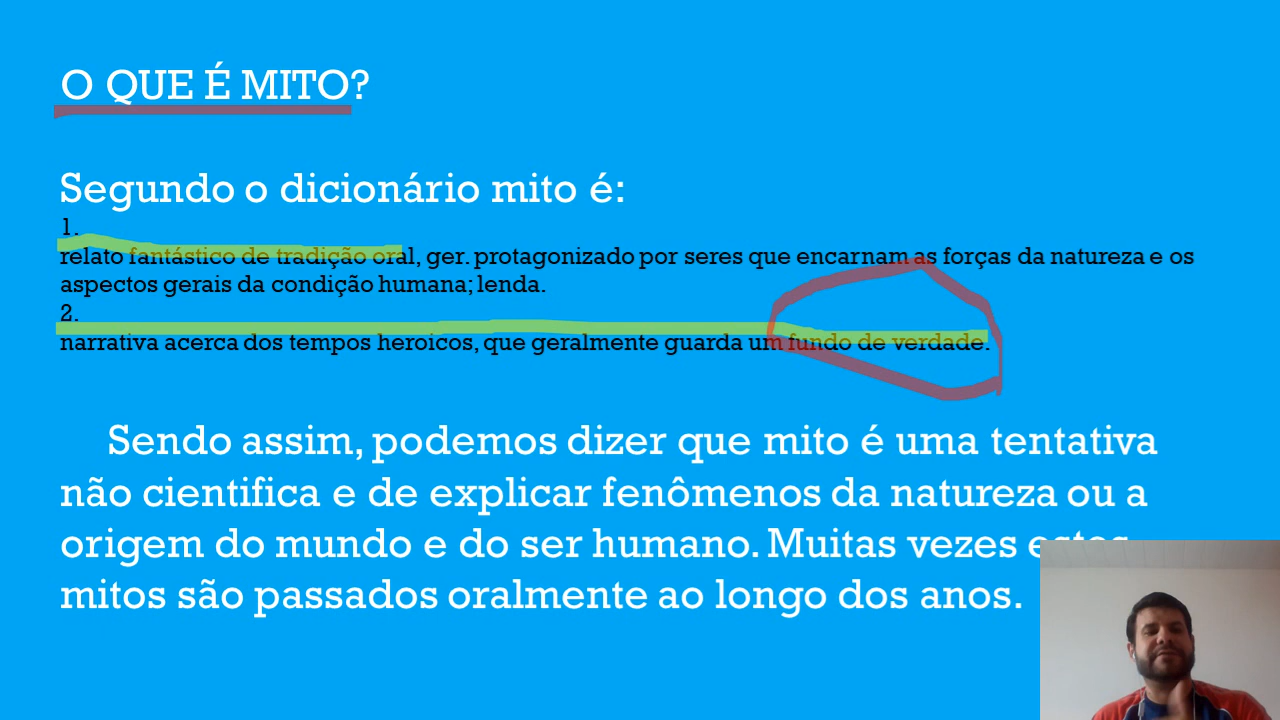 O QUE É MITO?
Segundo o dicionário mito é:
1.
relato fantástico de tradição oral, ger. protagonizado por seres que encarnam as forças da natureza e os
aspectos gerais da condição humana; lenda.
2.
narrativa acerca dos tempos heroicos, que geralmente guarda um fundo de verdade.
Sendo assim, podemos dizer que mito é uma tentativa
não cientifica e de explicar fenômenos da natureza ou a
origem do mundo e do ser humano. Muitas vezes estes
mitos são passados oralmente ao longo dos anos.